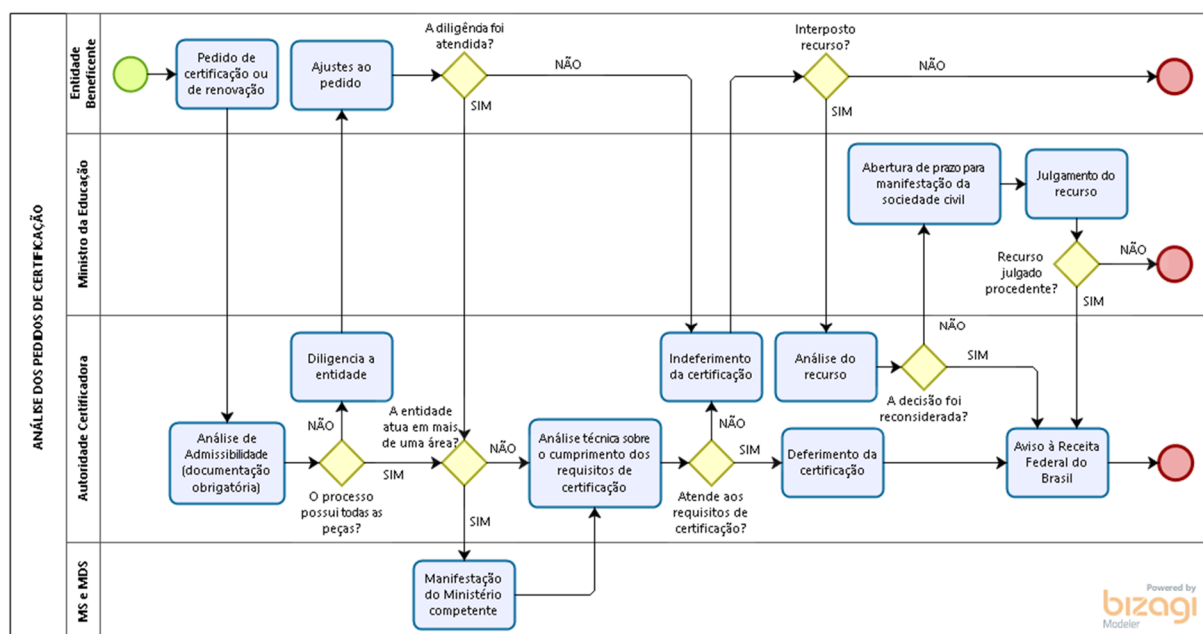 ANÁLISE DOS PEDIDOS DE CERTIFICAÇÃO
Entidade
Beneficente
Pedido de
certificação ou
de renovação
Ajustes ao
pedido
A diligência foi
atendida?
NÃO
SIM
Interposto
recurso?
NÃO
SIM
Ministro da Educação
Abertura de prazo para
manifestação da
sociedade civil
Julgamento do
recurso
Recurso
julgado
procedente?
NÃO
SIM
Autoridade Certificadora
Análise de
Admissibilidade
(documentação
obrigatória)
Diligencia a
entidade
NÃO
SIM
O processo
possui todas as
peças?
A entidade
atua em mais
de uma área?
NÃO
SIM
Análise técnica sobre
o cumprimento dos
requisitos de
certificação
Indeferimento
da certificação
NÃO
SIM
Atende aos
requisitos de
certificação?
Análise do
recurso
NÃO
SIM
A decisão foi
reconsiderada?
Deferimento da
certificação
Aviso à Receita
Federal do
Brasil
MS e MDS
Manifestação
do Ministério
competente
Powered by
bizagi
Modeler